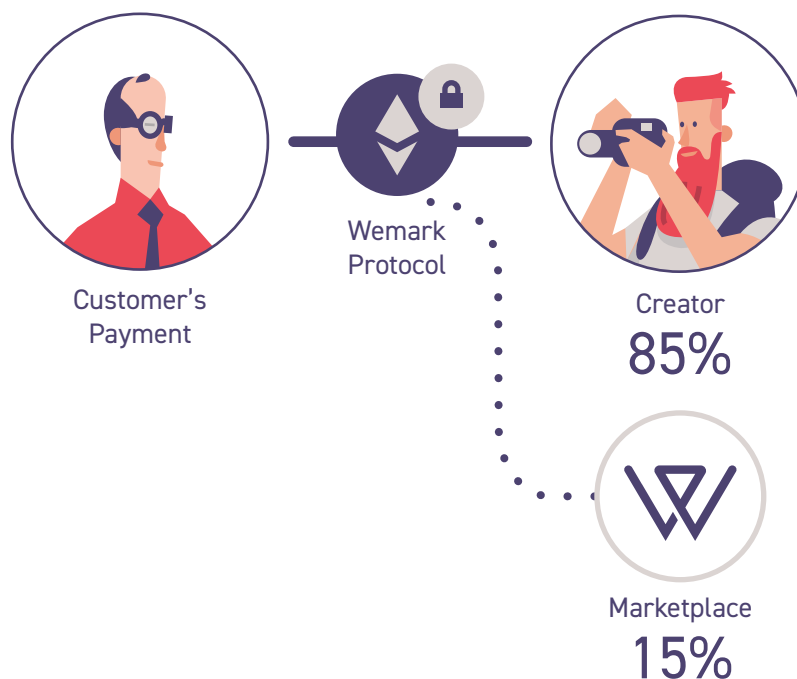 Customer's
Payment
Wemark
Protocol
Creator
85%
Marketplace
15%